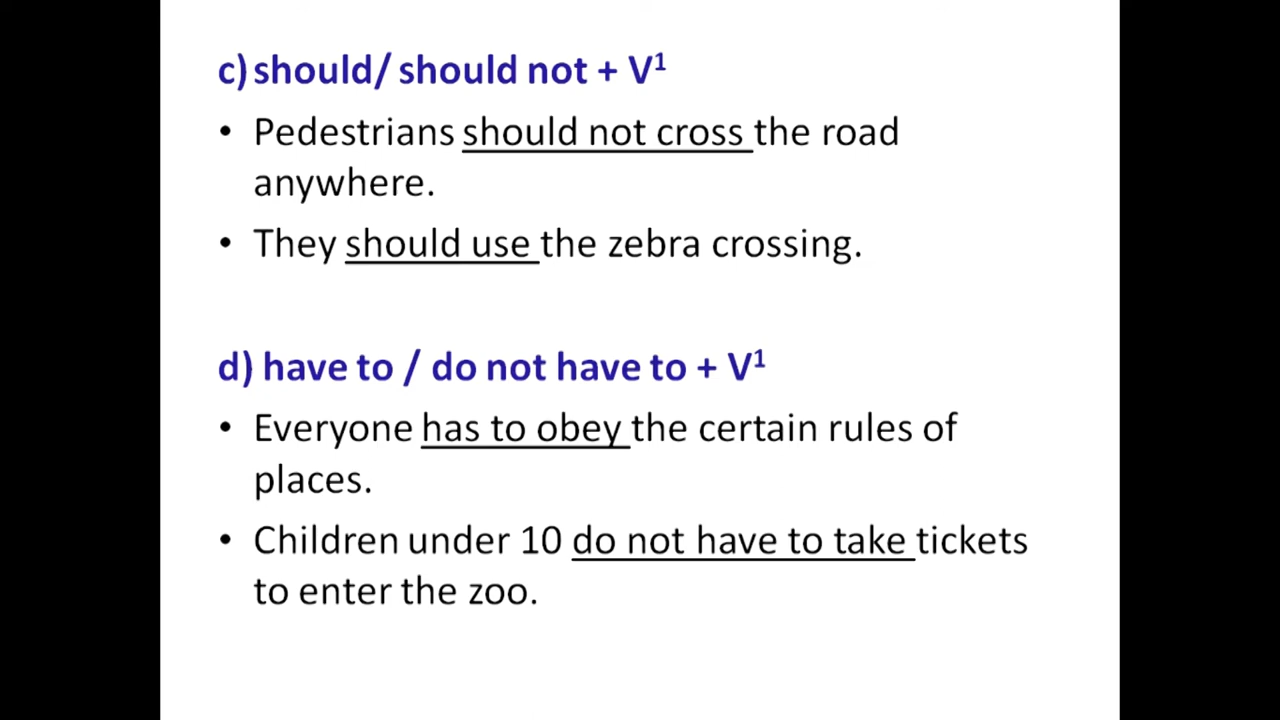 c) should/ should not + V¹
• Pedestrians should not cross the road
anywhere.
• They should use the zebra crossing.
d) have to / do not have to + V¹
• Everyone has to obey the certain rules of
places.
• Children under 10 do not have to take tickets
to enter the zoo.